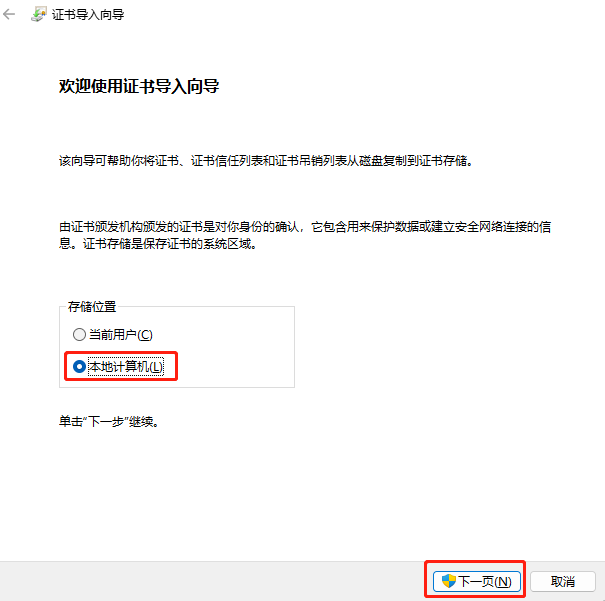 证书导入向导
欢迎使用证书导入向导
该向导可帮助你将证书、证书信任列表和证书吊销列表从磁盘复制到证书存储。
由证书颁发机构颁发的证书是对你身份的确认，它包含用来保护数据或建立安全网络连接的信
息。证书存储是保存证书的系统区域。
存储位置
当前用户(C)
本地计算机(L)
单击"下一步"继续。
下一页(N)
取消